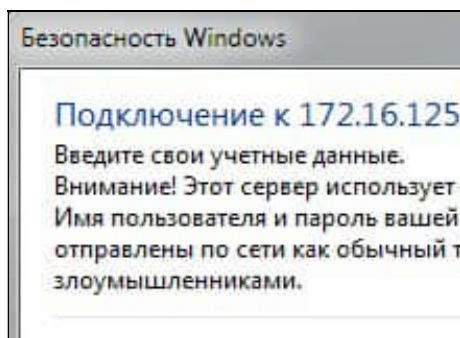 Безопасность Windows
Подключение к 172.16.125
Введите свои учетные данные.
Внимание! Этот сервер использует
Имя пользователя и пароль вашей
отправлены по сети как обычный
злоумышленниками.